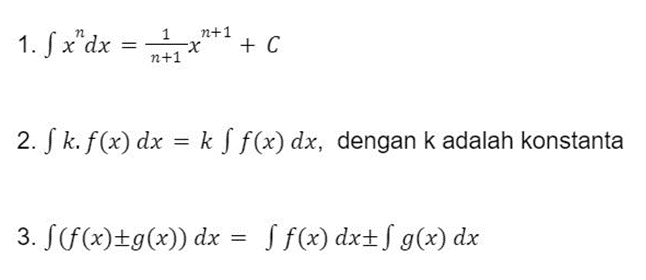 1. ∫ xⁿdx = 1/(n+1) xⁿ⁺¹ + C
2. ∫ k. f(x) dx = k ∫ f(x) dx, dengan k adalah konstanta
3. ∫(f(x)±g(x)) dx = ∫ f(x) dx±∫ g(x) dx